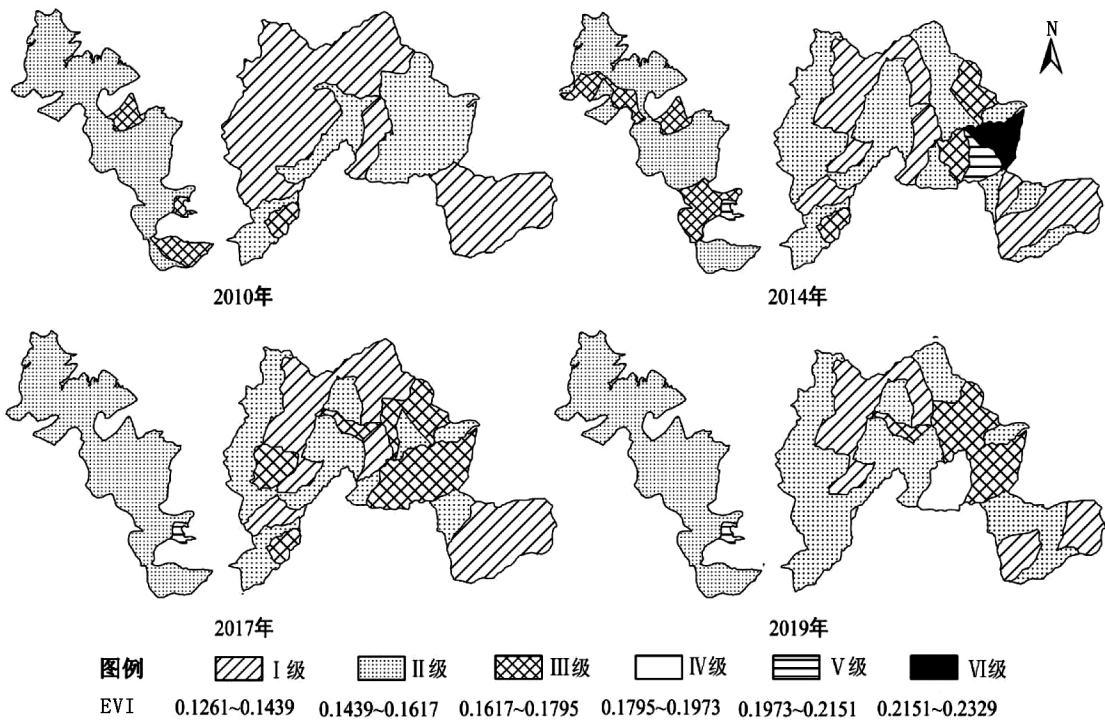 N
2010年
2014年
2017年
2019年
图例 Ⅰ级 Ⅱ级 Ⅲ级 Ⅳ级 Ⅴ级 Ⅵ级
EVI 0.1261~0.1439 0.1439~0.1617 0.1617~0.1795 0.1795~0.1973 0.1973~0.2151 0.2151~0.2329